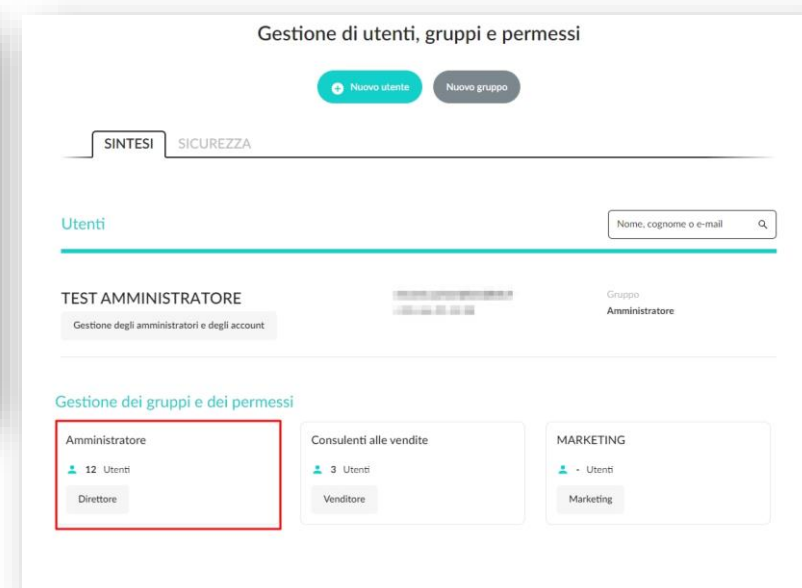 Gestione di utenti, gruppi e permessi
Nuovo utente
Nuovo gruppo
SINTESI SICUREZZA
Utenti
Nome, cognome o e-mail
TEST AMMINISTRATORE
Gestione degli amministratori e degli account
Gruppo
Amministratore
Gestione dei gruppi e dei permessi
Amministratore
12 Utenti
Direttore
Consulenti alle vendite
3 Utenti
Venditore
MARKETING
- Utenti
Marketing